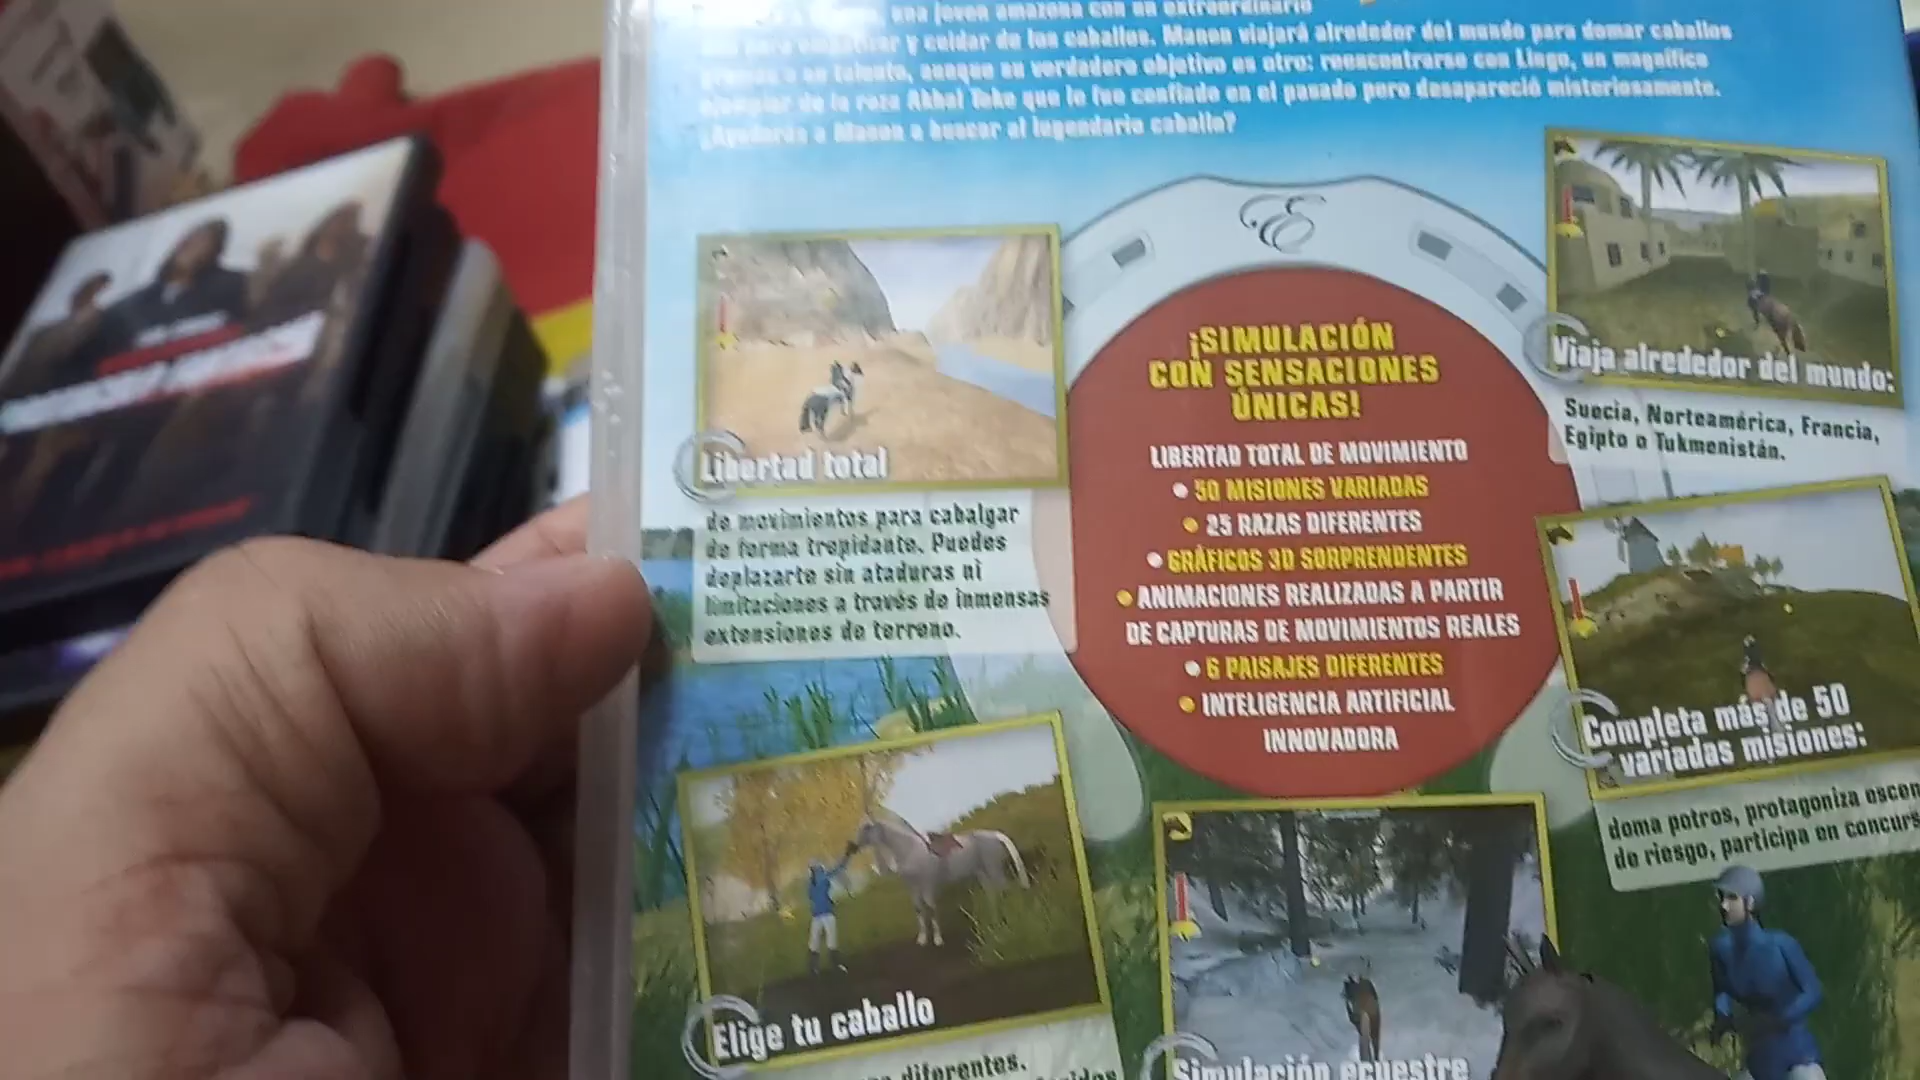 una joven amazona con un extraordinario
y cuidar de los caballos. Manon viajará alrededor del mundo para domar caballos
gracias a su talento, aunque su verdadero objetivo es otro: reencontrarse con Lingo, un magnífico
ejemplar de la raza Akhal Teke que le fue confiado en el pasado pero desapareció misteriosamente.
¿Ayudarás a Manon a buscar al legendario caballo?
E
¡SIMULACIÓN
CON SENSACIONES
ÚNICAS!
LIBERTAD TOTAL DE MOVIMIENTO
• 50 MISIONES VARIADAS
• 25 RAZAS DIFERENTES
• GRÁFICOS 3D SORPRENDENTES
• ANIMACIONES REALIZADAS A PARTIR
DE CAPTURAS DE MOVIMIENTOS REALES
• 6 PAISAJES DIFERENTES
• INTELIGENCIA ARTIFICIAL
INNOVADORA
Libertad total
de movimientos para cabalgar
de forma trepidante. Puedes
deplazarte sin ataduras ni
limitaciones a través de inmensas
extensiones de terreno.
Viaja alrededor del mundo:
Suecia, Norteamérica, Francia,
Egipto o Tukmenistán.
Completa más de 50
variadas misiones:
doma potros, protagoniza escen
de riesgo, participa en concurs
Elige tu caballo
diferentes.
Simulación ecuestre